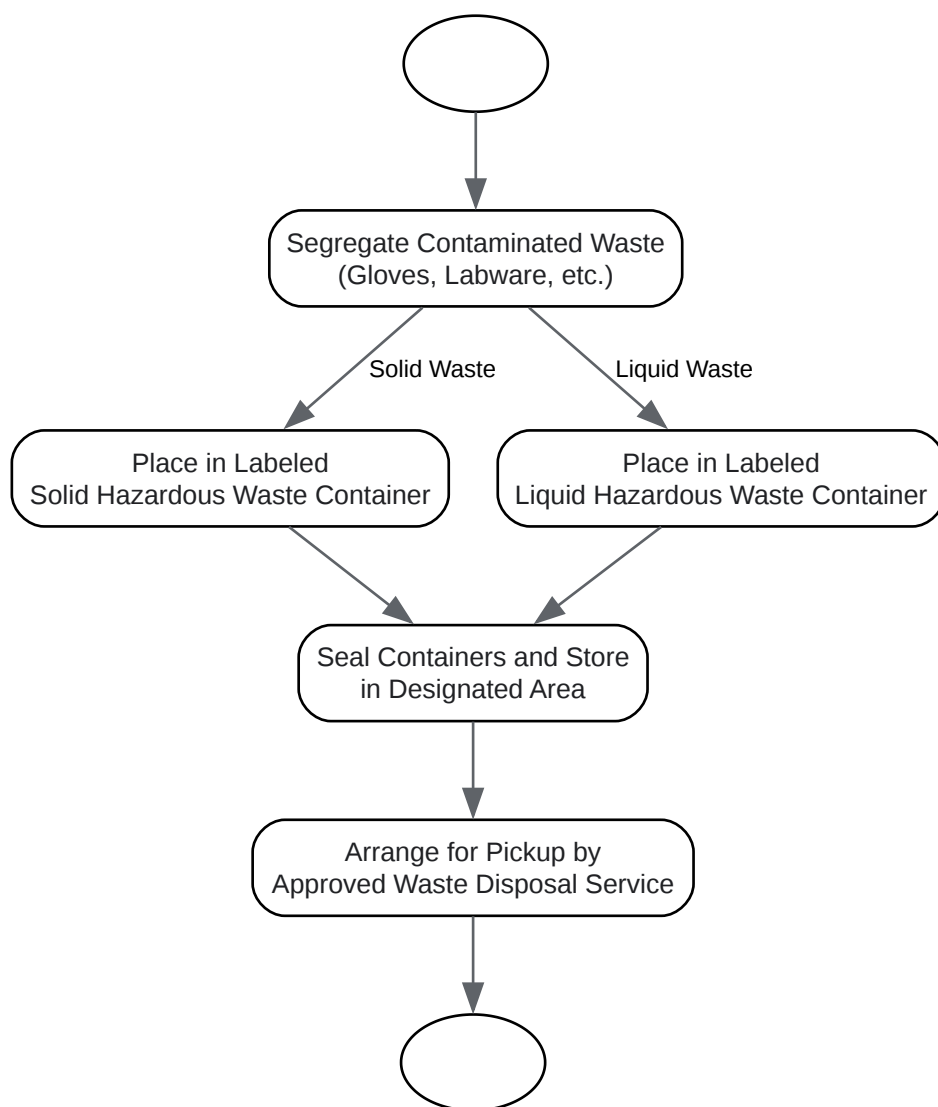 Segregate Contaminated Waste
(Gloves, Labware, etc.)
Solid Waste
Liquid Waste
Place in Labeled
Solid Hazardous Waste Container
Place in Labeled
Liquid Hazardous Waste Container
Seal Containers and Store
in Designated Area
Arrange for Pickup by
Approved Waste Disposal Service